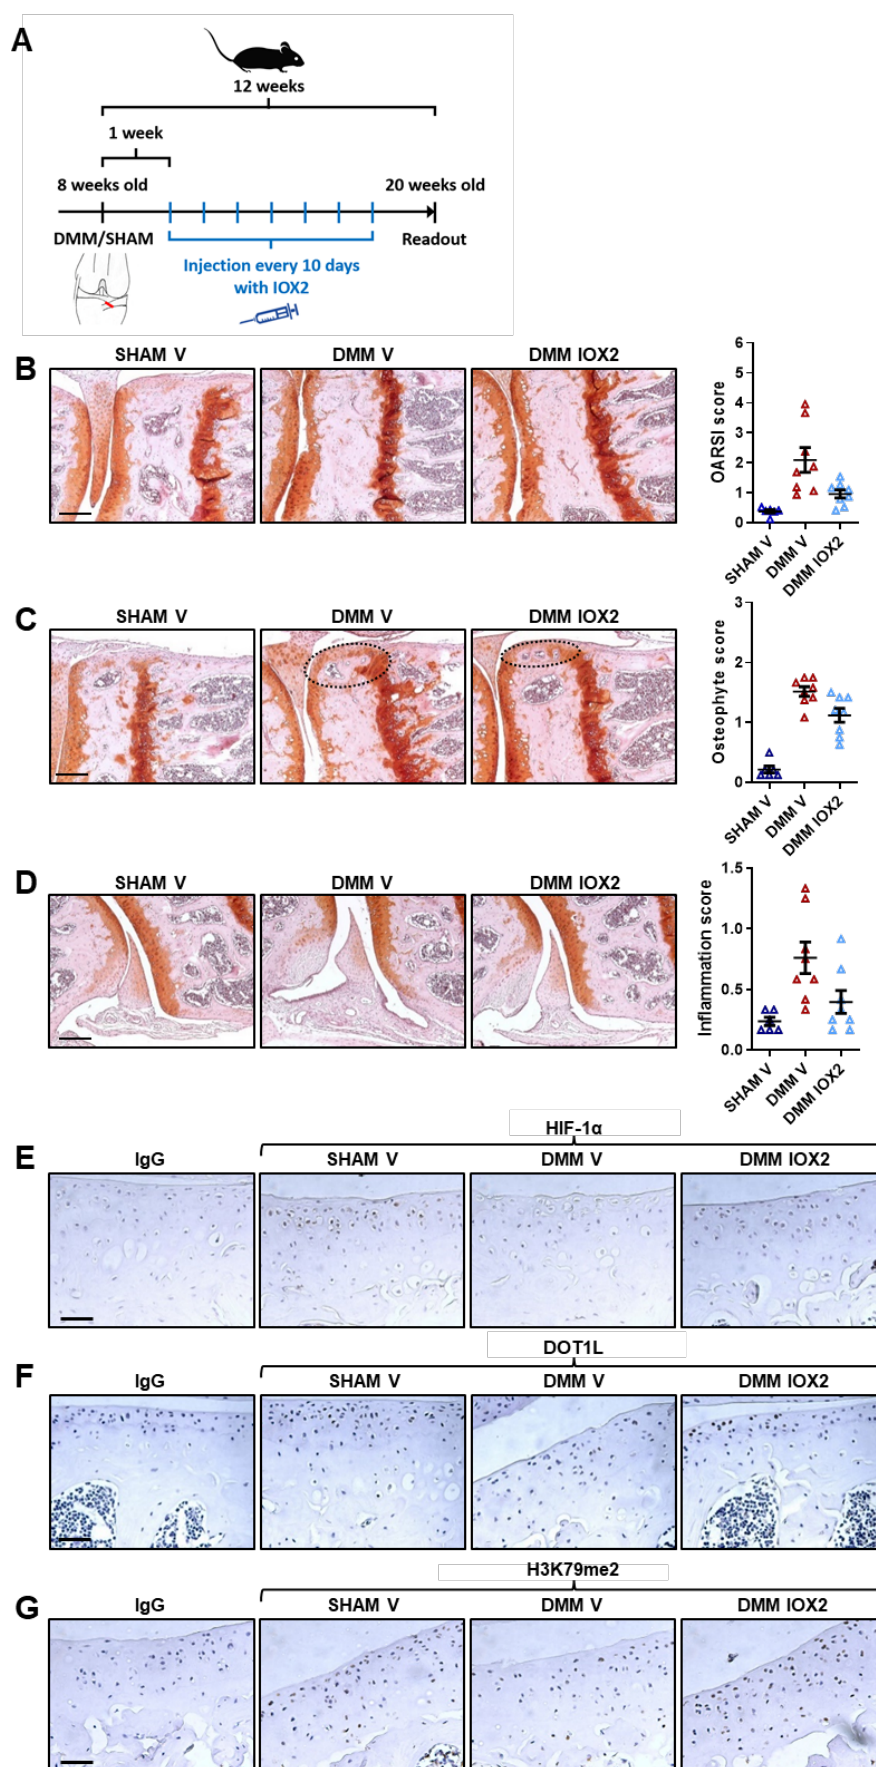 A
12 weeks
1 week
8 weeks old
20 weeks old
DMM/SHAM
Readout
Injection every 10 days
with IOX2
B
SHAM V
DMM V
DMM IOX2
OARSI score
6
5
4
3
2
1
0
SHAM V
DMM V
DMM IOX2
C
SHAM V
DMM V
DMM IOX2
Osteophyte score
3
2
1
0
SHAM V
DMM V
DMM IOX2
D
SHAM V
DMM V
DMM IOX2
Inflammation score
1.5
1.0
0.5
0.0
SHAM V
DMM V
DMM IOX2
HIF-1α
E
IgG
SHAM V
DMM V
DMM IOX2
DOT1L
F
IgG
SHAM V
DMM V
DMM IOX2
H3K79me2
G
IgG
SHAM V
DMM V
DMM IOX2